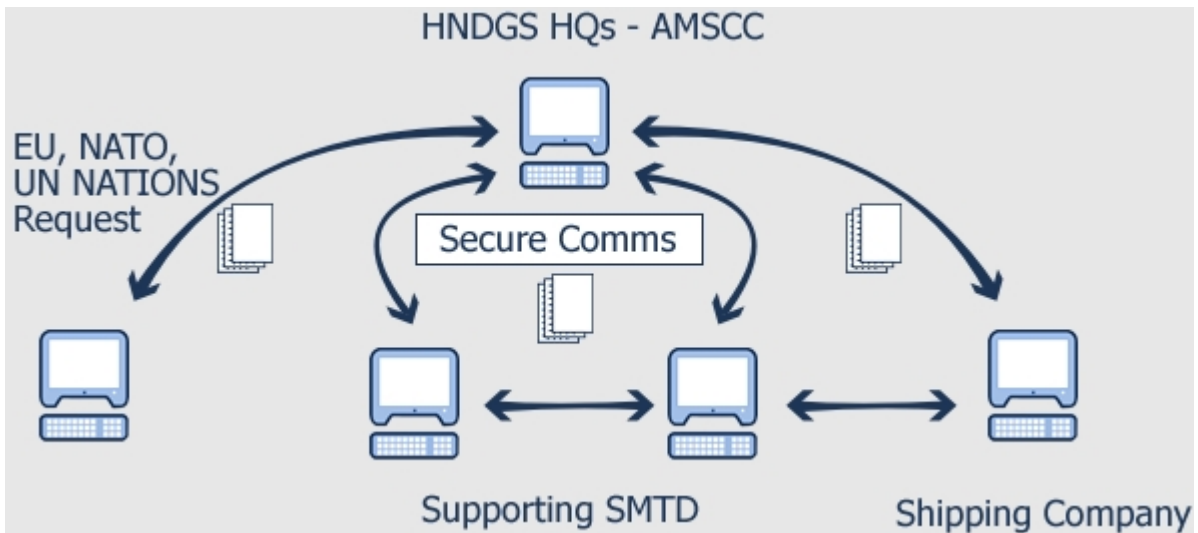 HNDGS HQs - AMSCC
EU, NATO,
UN NATIONS
Request
Secure Comms
Supporting SMTD
Shipping Company